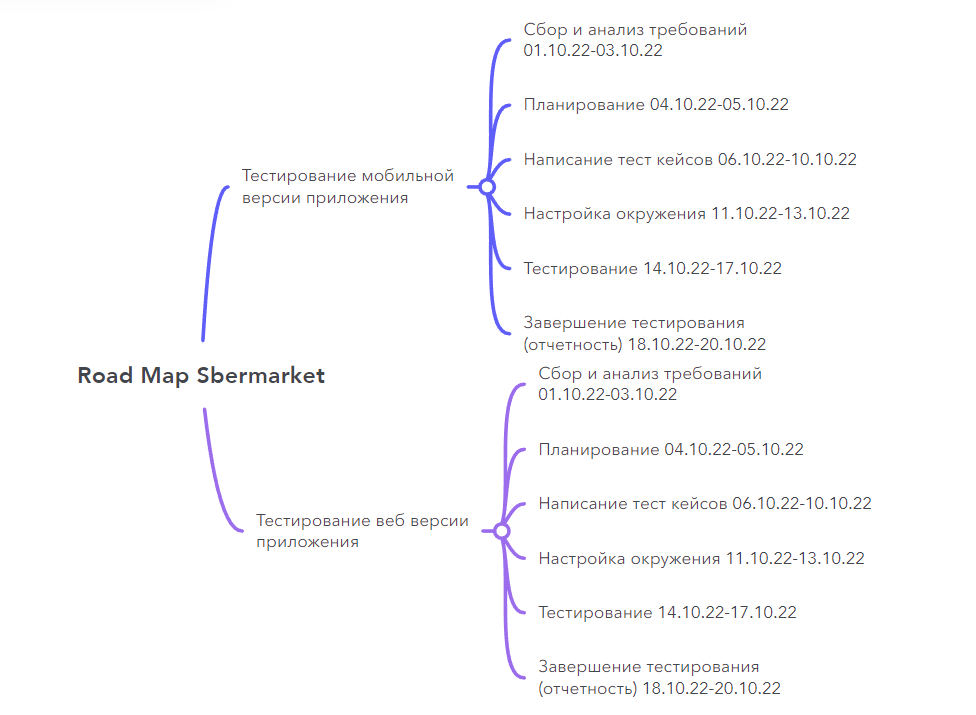 Road Map Sbermarket
Тестирование мобильной
версии приложения
Сбор и анализ требований
01.10.22-03.10.22
Планирование 04.10.22-05.10.22
Написание тест кейсов 06.10.22-10.10.22
Настройка окружения 11.10.22-13.10.22
Тестирование 14.10.22-17.10.22
Завершение тестирования
(отчетность) 18.10.22-20.10.22
Тестирование веб версии
приложения
Сбор и анализ требований
01.10.22-03.10.22
Планирование 04.10.22-05.10.22
Написание тест кейсов 06.10.22-10.10.22
Настройка окружения 11.10.22-13.10.22
Тестирование 14.10.22-17.10.22
Завершение тестирования
(отчетность) 18.10.22-20.10.22